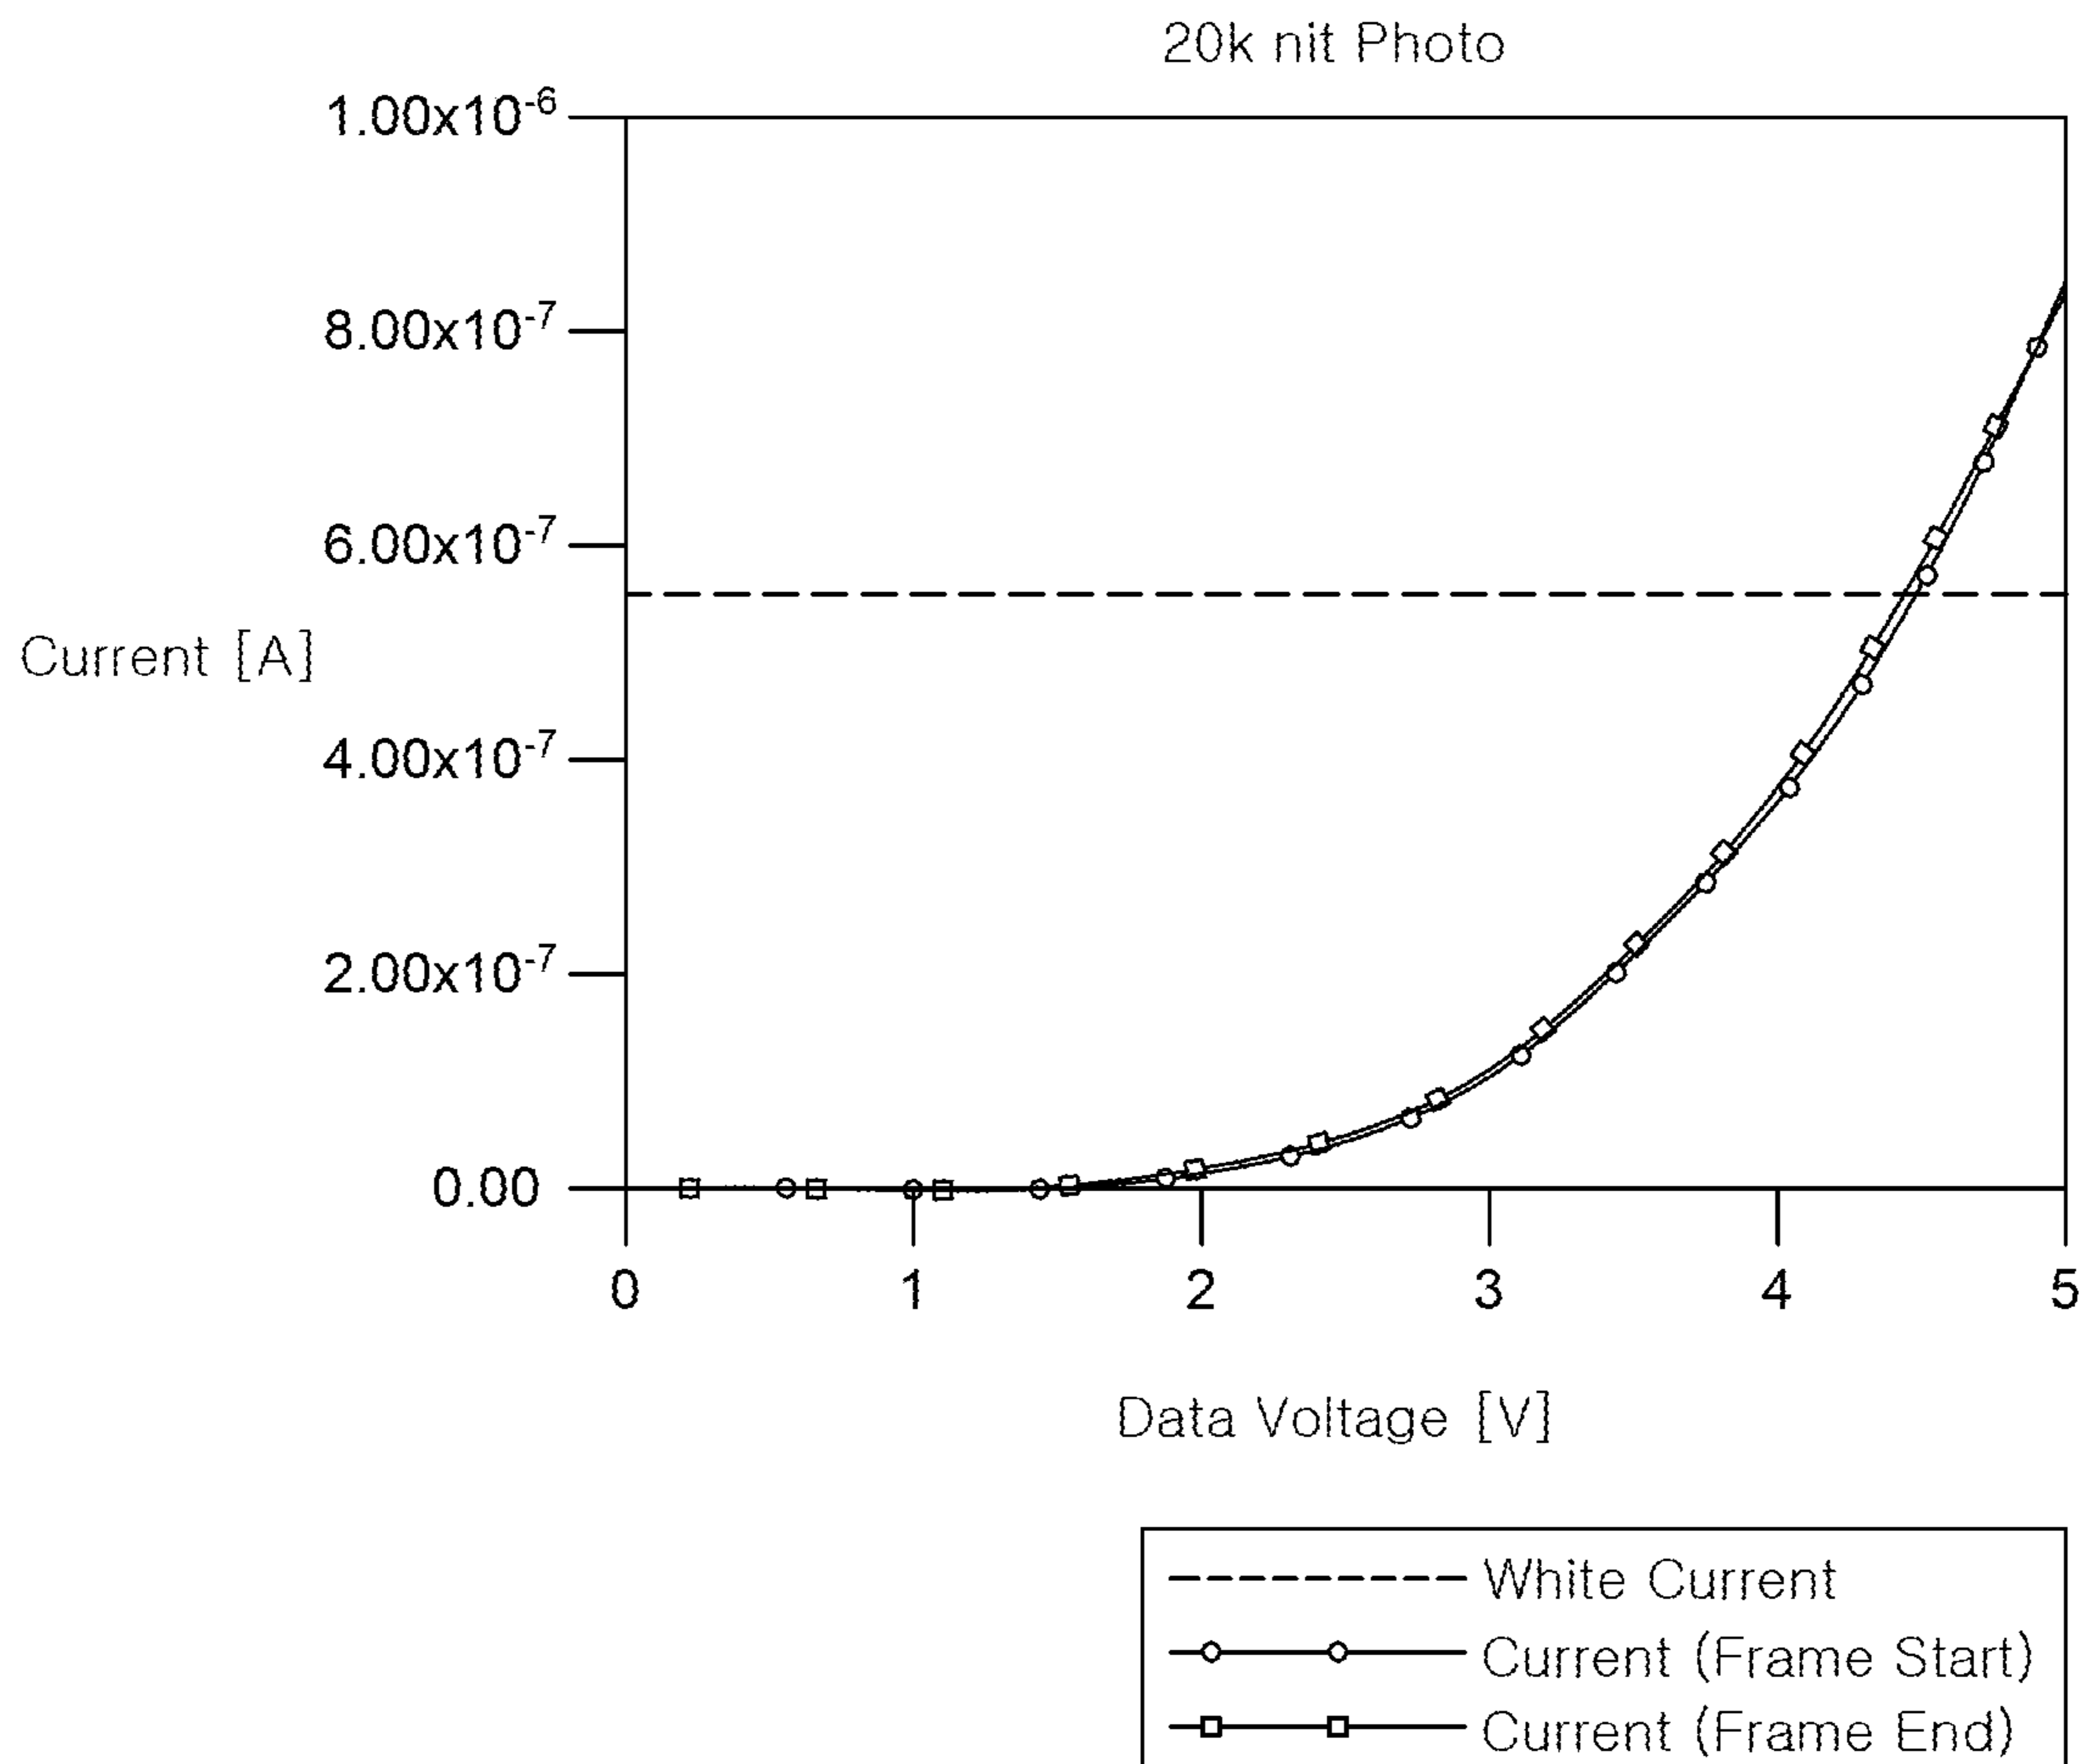 20k nit Photo
1.00x10⁻⁶
8.00x10⁻⁷
6.00x10⁻⁷
Current [A]
4.00x10⁻⁷
2.00x10⁻⁷
0.00
0 1 2 3 4 5
Data Voltage [V]
White Current
Current (Frame Start)
Current (Frame End)